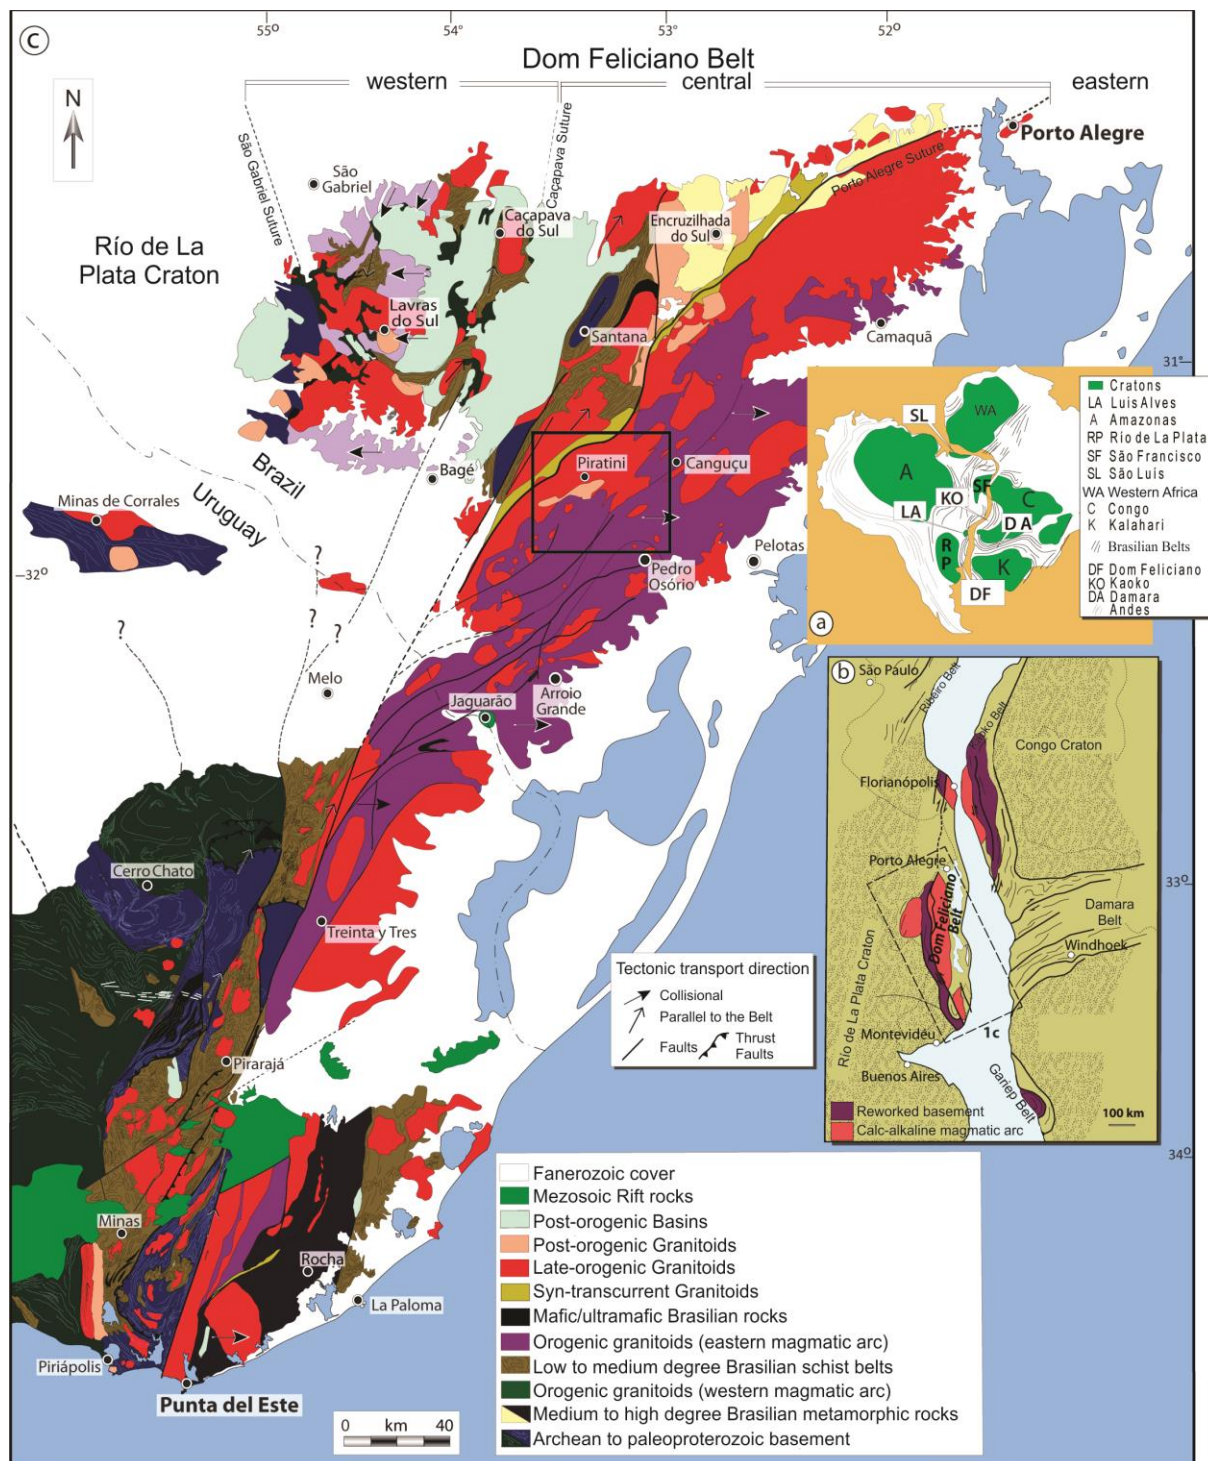 c
55º
54°
53°
52º
Dom Feliciano Belt
western
central
eastern
N
São Gabriel Suture
Caçapava Suture
Porto Alegre Suture
Porto Alegre
São
Gabriel
Caçapava
do Sul
Encruzilhada
do Sul
Río de La
Plata Craton
Lavras
do Sul
Santana
Camaquã
31°
Brazil
Uruguay
Bagé
Piratini
Canguçu
Minas de Corrales
32º
Pedro
Osório
Pelotas
?
?
?
Melo
Jaguarão
Arroio
Grande
Cerro Chato
33º
Treinta y Tres
Pirarajá
34º
Minas
Rocha
La Paloma
Piriápolis
Punta del Este
0 km 40
Tectonic transport direction
Collisional
Parallel to the Belt
Faults
Thrust
Faults
Fanerozoic cover
Mezosoic Rift rocks
Post-orogenic Basins
Post-orogenic Granitoids
Late-orogenic Granitoids
Syn-transcurrent Granitoids
Mafic/ultramafic Brasilian rocks
Orogenic granitoids (eastern magmatic arc)
Low to medium degree Brasilian schist belts
Orogenic granitoids (western magmatic arc)
Medium to high degree Brasilian metamorphic rocks
Archean to paleoproterozoic basement
a
SL
WA
A
KO
SF
C
LA
DA
R
P
K
DF
Cratons
LA Luis Alves
A Amazonas
RP Río de La Plata
SF São Francisco
SL São Luís
WA Western Africa
C Congo
K Kalahari
Brasilian Belts
DF Dom Feliciano
KO Kaoko
DA Damara
Andes
b
São Paulo
Ribeiro Belt
Kaoko Belt
Congo Craton
Florianópolis
Porto Alegre
Dom Feliciano
Belt
Damara
Belt
Windhoek
Río de La Plata Craton
Montevidéu
1c
Buenos Aires
Gariep Belt
Reworked basement
Calc-alkaline magmatic arc
100 km